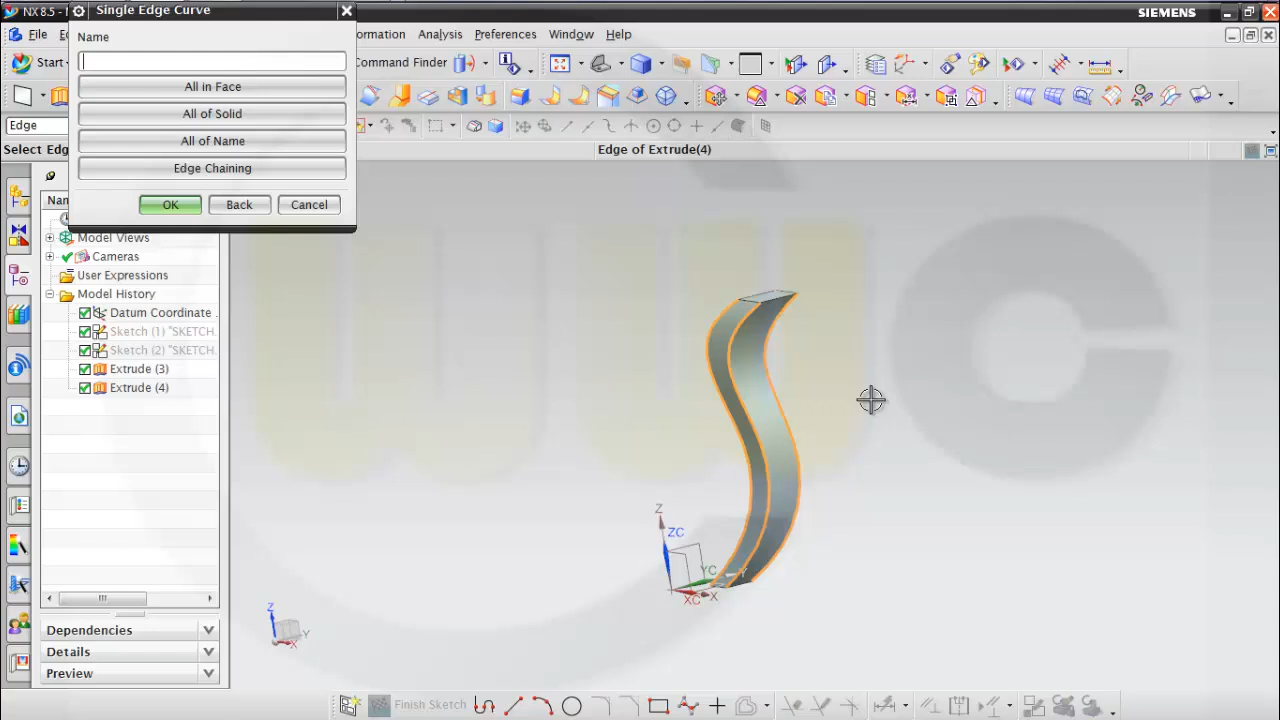 NX 8.5 -
Single Edge Curve
SIEMENS
File
ormation
Analysis
Preferences
Window
Help
Name
Start
Command Finder
All in Face
All of Solid
Edge
All of Name
Select Ed
Edge of Extrude(4)
Edge Chaining
Na
OK
Back
Cancel
Model Views
Cameras
User Expressions
Model History
Datum Coordinate .
Sketch (1) "SKETCH.
Sketch (2) "SKETCH.
Extrude (3)
Extrude (4)
Z
ZC
YC
Y
XC
X
Z
Y
X
Dependencies
Details
Preview
Finish Sketch
wuc